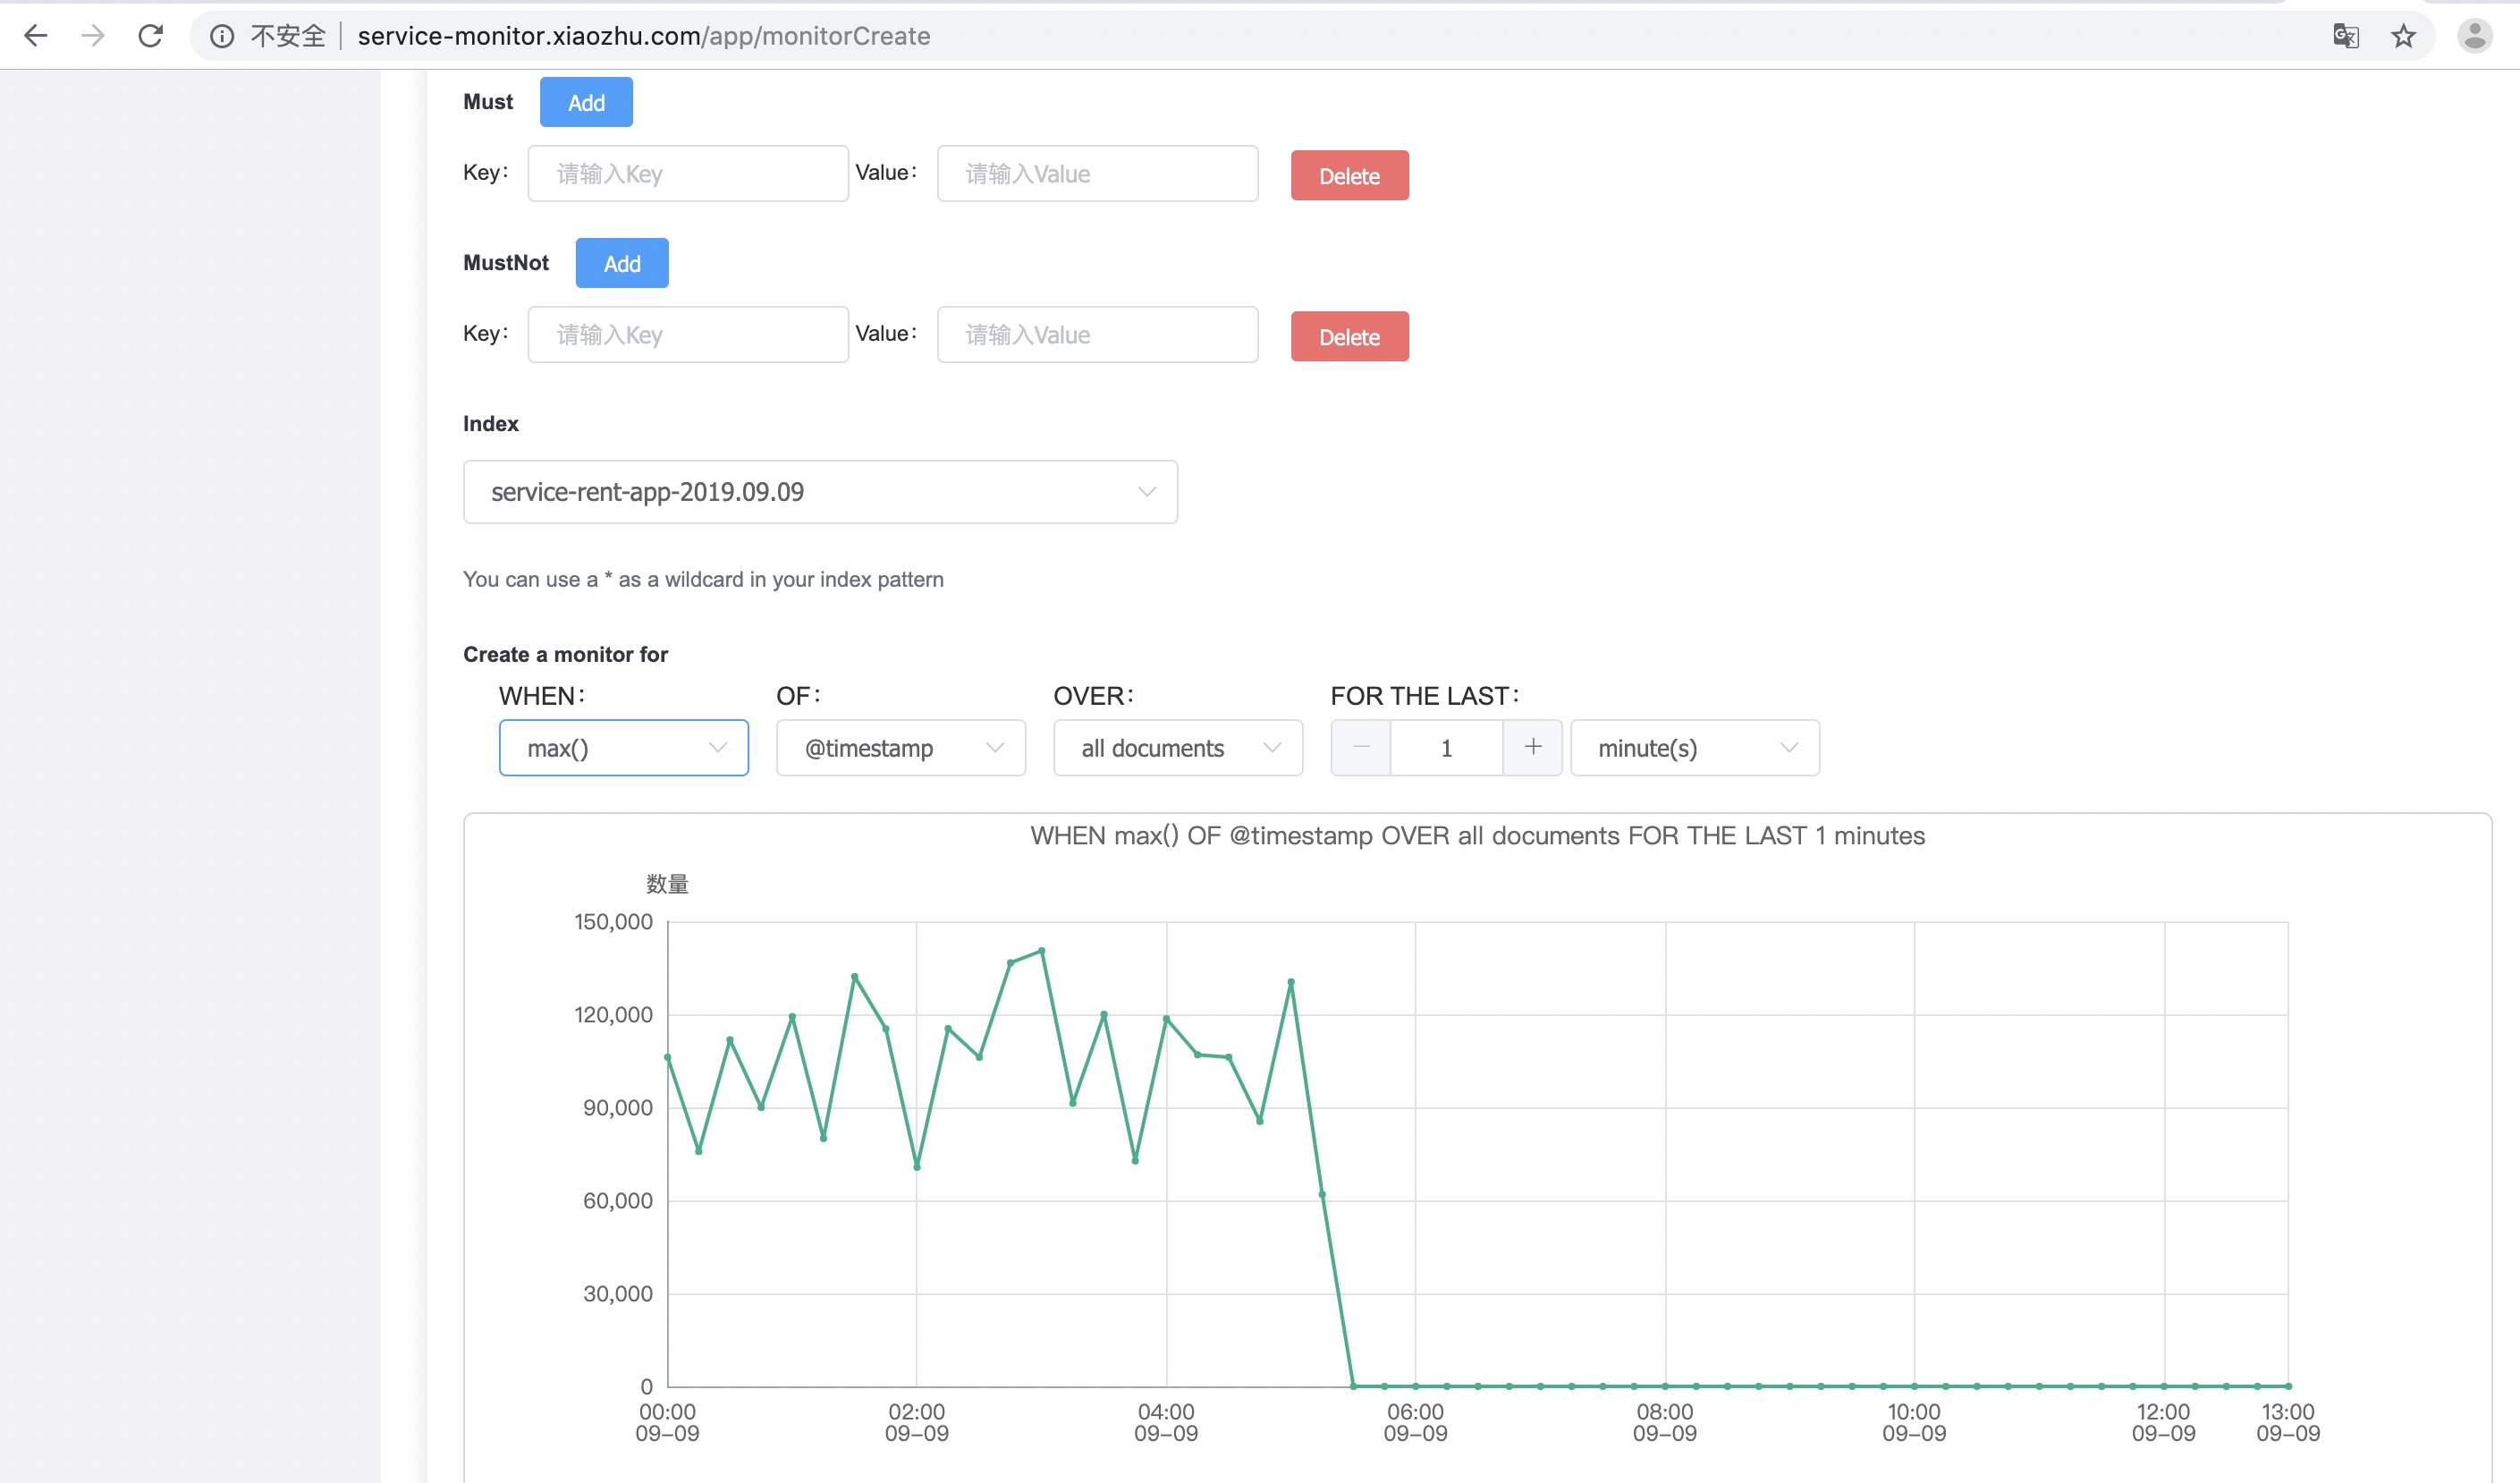 不安全 service-monitor.xiaozhu.com/app/monitorCreate
Must Add
Key: 请输入Key Value: 请输入Value Delete
MustNot Add
Key: 请输入Key Value: 请输入Value Delete
Index
service-rent-app-2019.09.09
You can use a * as a wildcard in your index pattern
Create a monitor for
WHEN: OF: OVER: FOR THE LAST:
max() @timestamp all documents − 1 + minute(s)
WHEN max() OF @timestamp OVER all documents FOR THE LAST 1 minutes
数量
150,000
120,000
90,000
60,000
30,000
0
00:00 02:00 04:00 06:00 08:00 10:00 12:00 13:00
09-09 09-09 09-09 09-09 09-09 09-09 09-09 09-09